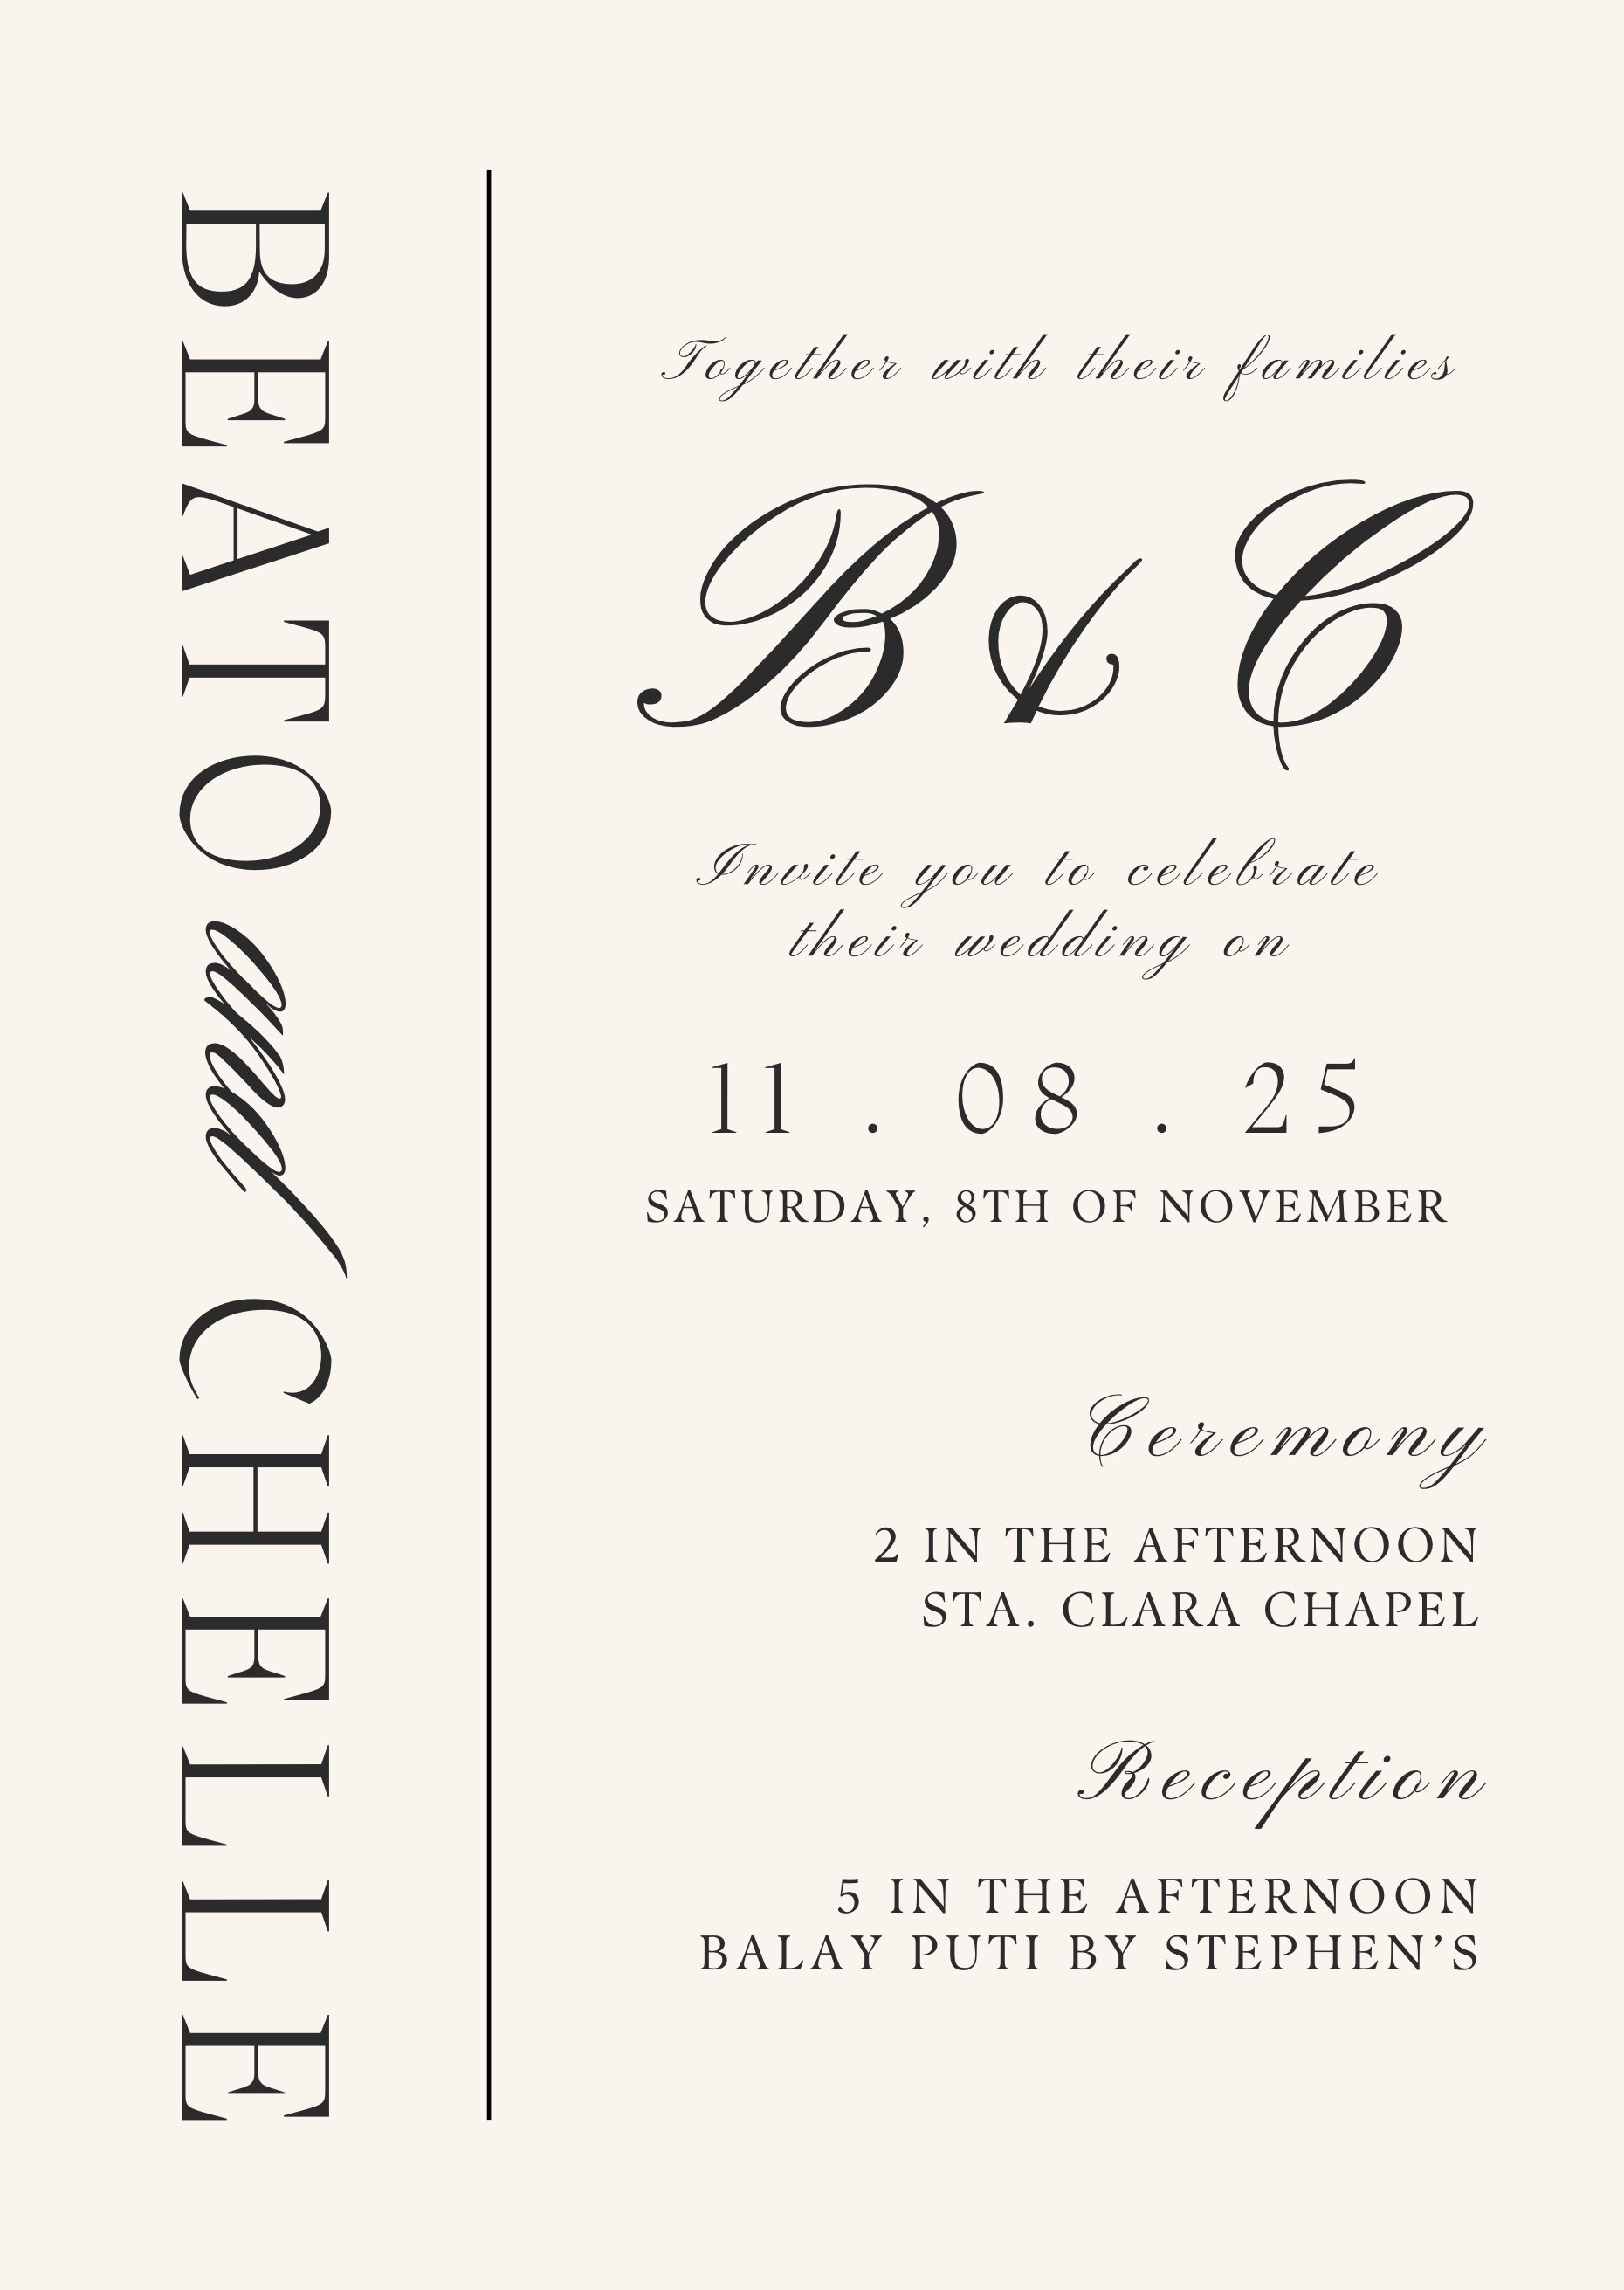 BEATO and CHELLE
Together with their families
B & C
Invite you to celebrate
their wedding on
11 . 08 . 25
SATURDAY, 8TH OF NOVEMBER
Ceremony
2 IN THE AFTERNOON
STA. CLARA CHAPEL
Reception
5 IN THE AFTERNOON
BALAY PUTI BY STEPHEN’S